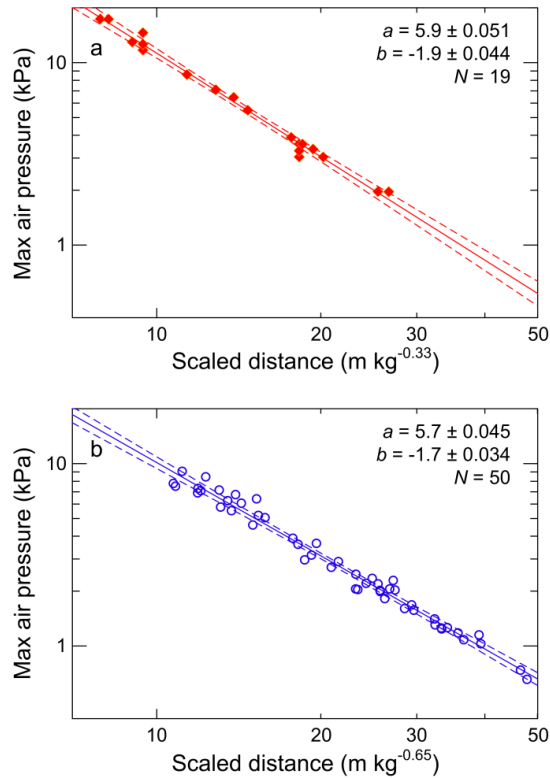 a
a = 5.9 ± 0.051
b = -1.9 ± 0.044
N = 19
Max air pressure (kPa)
10
1
10
20
30
50
Scaled distance (m kg-0.33)
b
a = 5.7 ± 0.045
b = -1.7 ± 0.034
N = 50
Max air pressure (kPa)
10
1
10
20
30
50
Scaled distance (m kg-0.65)